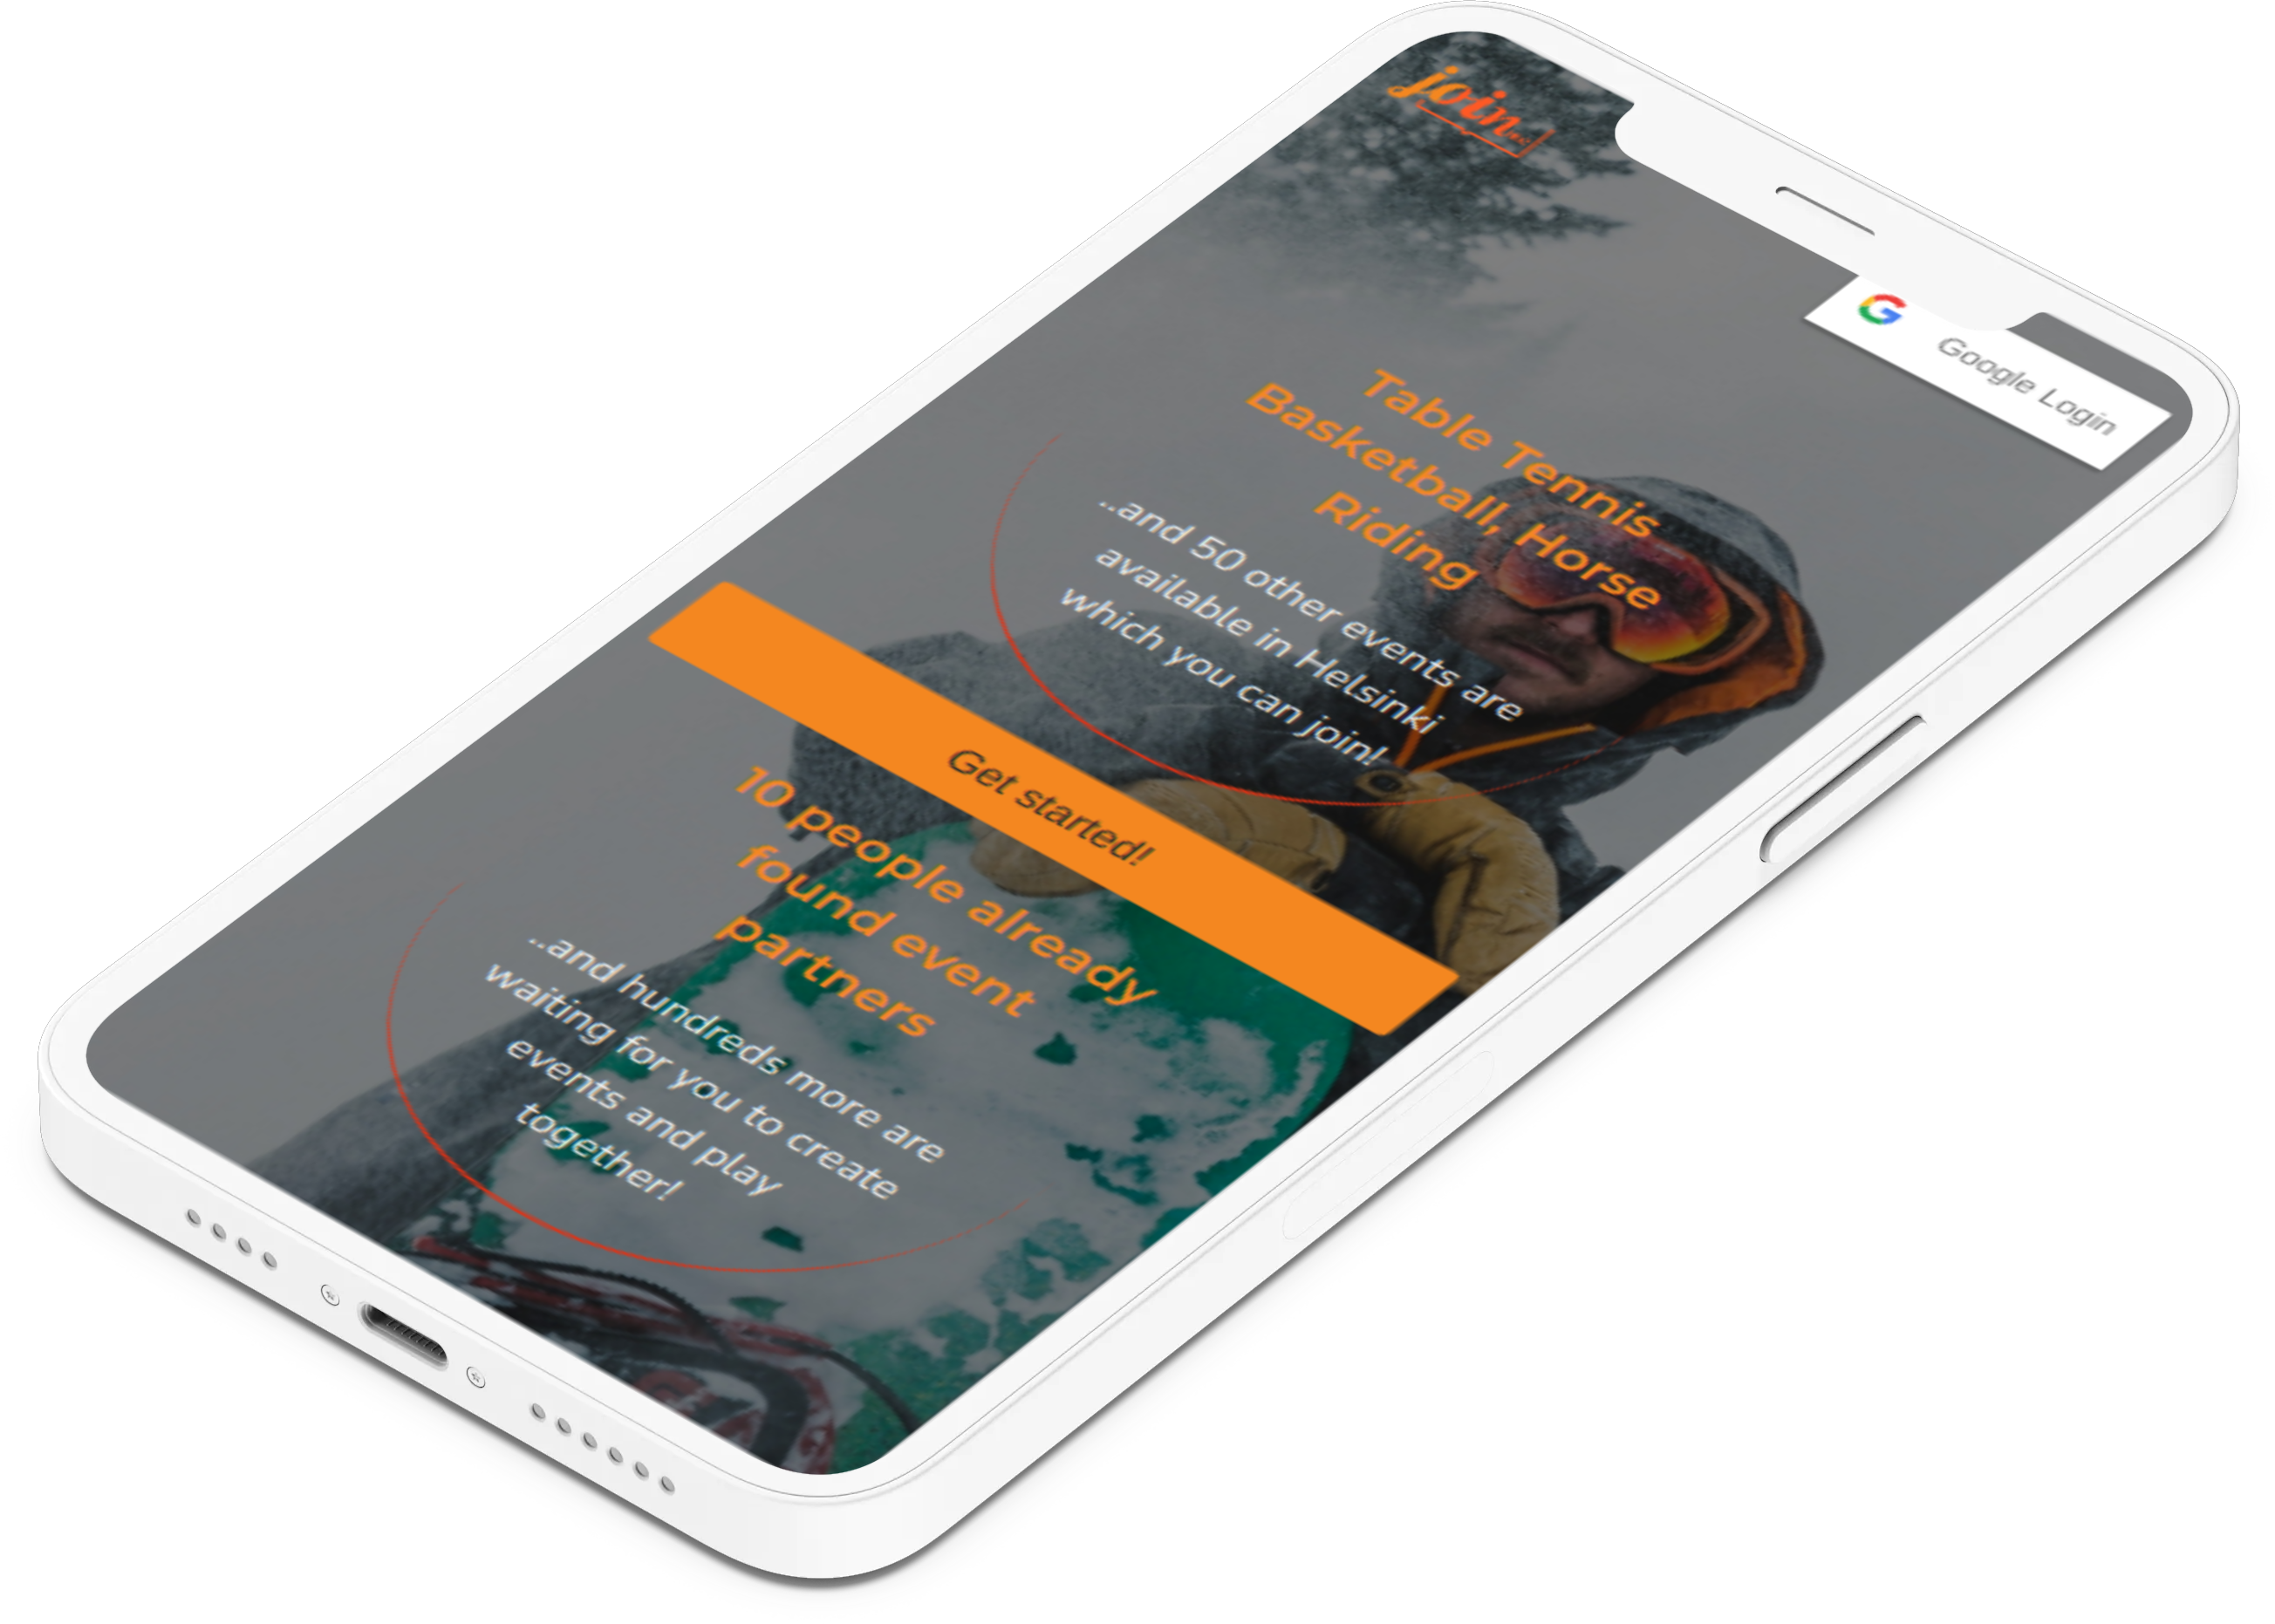 join
Google Login
Table Tennis
Basketball, Horse
Riding
..and 50 other events are
available in Helsinki
which you can join!
Get started!
10 people already
found event
partners
..and hundreds more are
waiting for you to create
events and play
together!